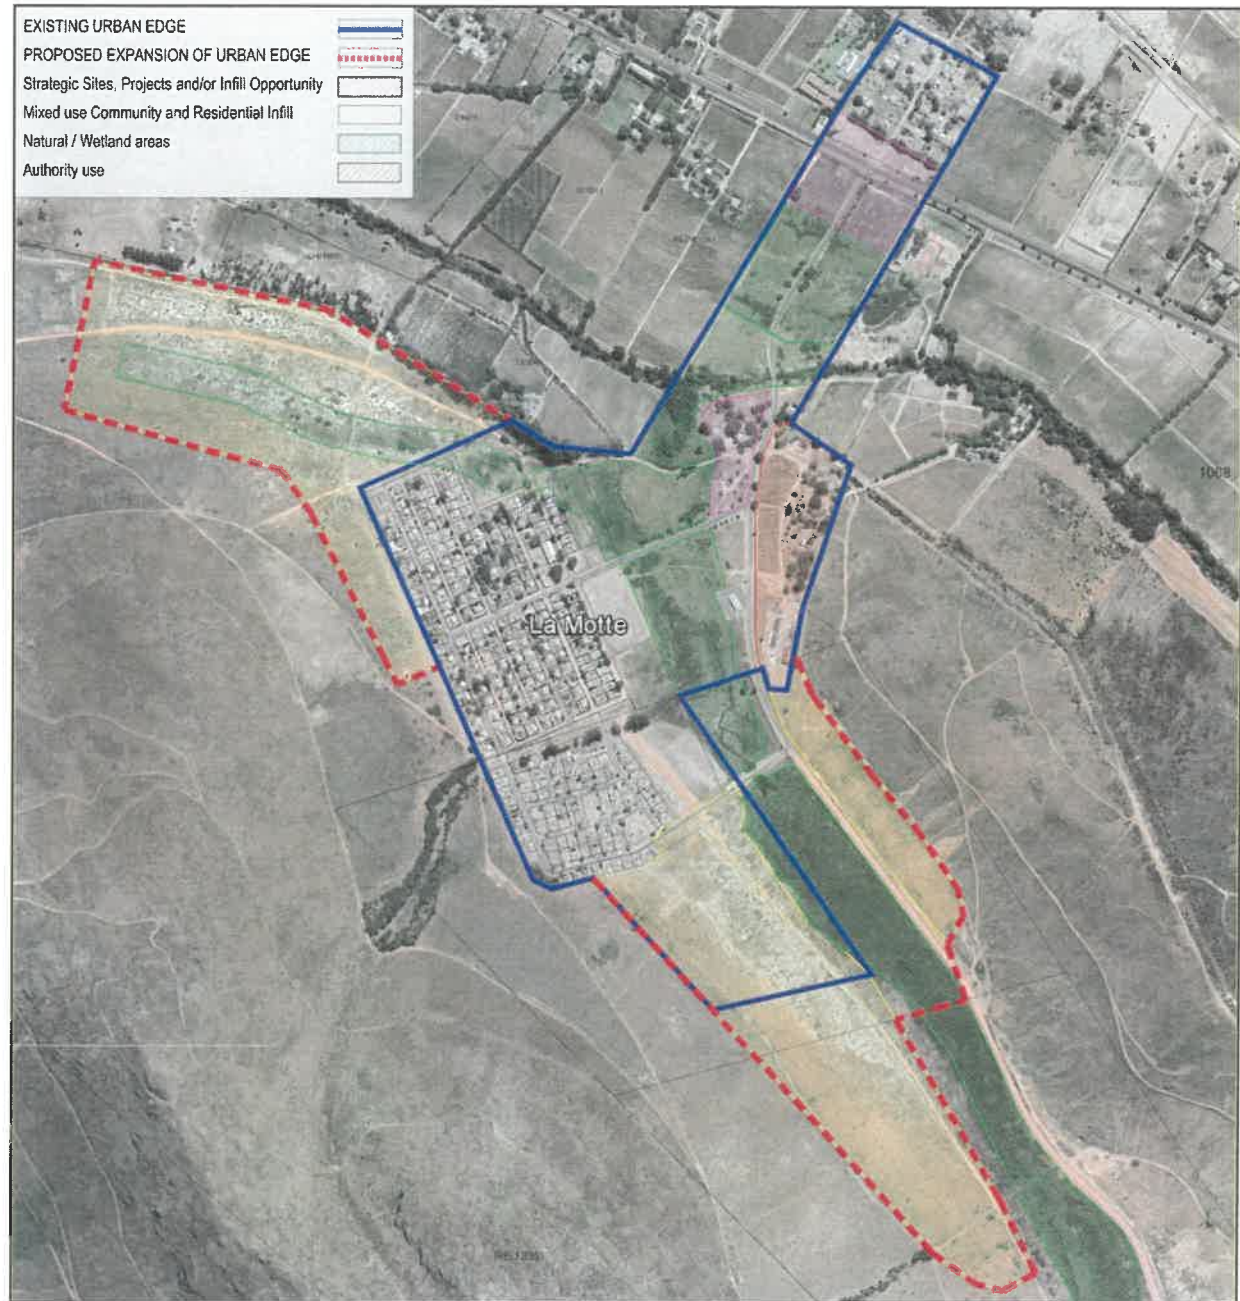 EXISTING URBAN EDGE
PROPOSED EXPANSION OF URBAN EDGE
Strategic Sites, Projects and/or Infill Opportunity
Mixed use Community and Residential Infill
Natural / Wetland areas
Authority use
1008
La Motte